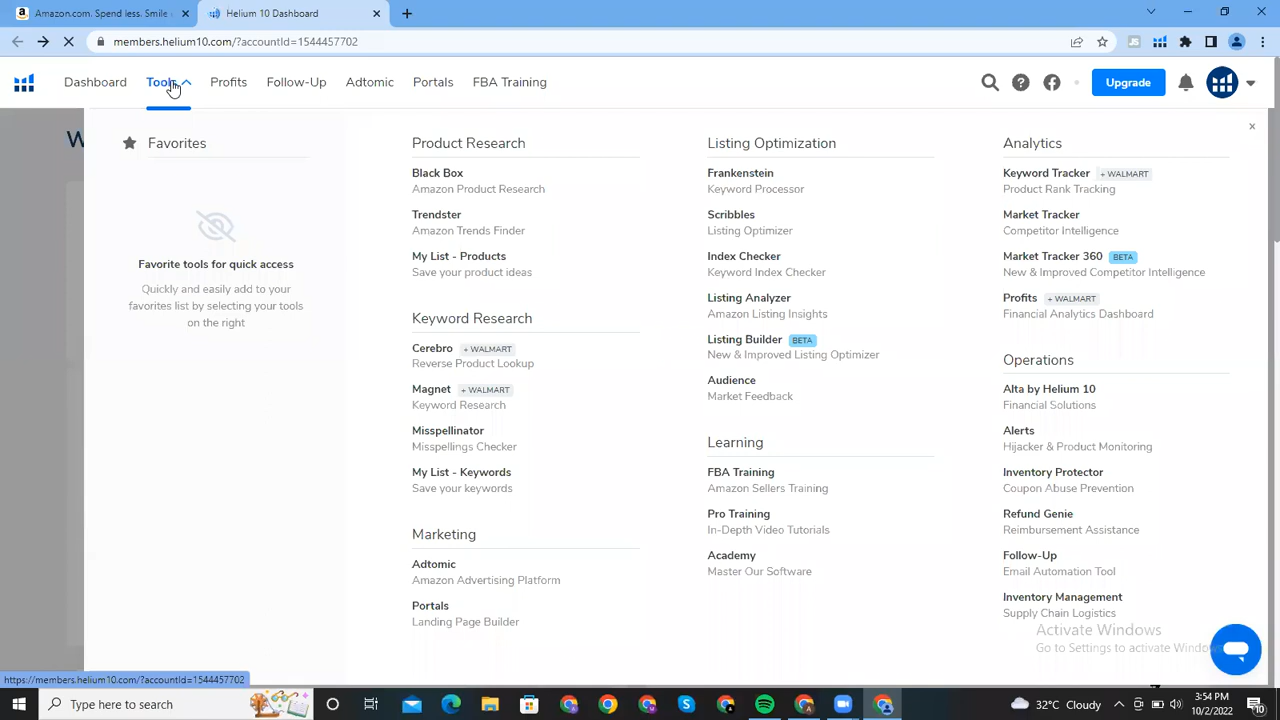 Amazon.com. Spend less. Smile
Helium 10 Dashboard
members.helium10.com/?accountId=1544457702
Dashboard
Tools
Profits
Follow-Up
Adtomic
Portals
FBA Training
Upgrade
W
Favorites
Favorite tools for quick access
Quickly and easily add to your
favorites list by selecting your tools
on the right
Product Research
Black Box
Amazon Product Research
Trendster
Amazon Trends Finder
My List - Products
Save your product ideas
Keyword Research
Cerebro + WALMART
Reverse Product Lookup
Magnet + WALMART
Keyword Research
Misspellinator
Misspellings Checker
My List - Keywords
Save your keywords
Marketing
Adtomic
Amazon Advertising Platform
Portals
Landing Page Builder
Listing Optimization
Frankenstein
Keyword Processor
Scribbles
Listing Optimizer
Index Checker
Keyword Index Checker
Listing Analyzer
Amazon Listing Insights
Listing Builder BETA
New & Improved Listing Optimizer
Audience
Market Feedback
Learning
FBA Training
Amazon Sellers Training
Pro Training
In-Depth Video Tutorials
Academy
Master Our Software
Analytics
Keyword Tracker + WALMART
Product Rank Tracking
Market Tracker
Competitor Intelligence
Market Tracker 360 BETA
New & Improved Competitor Intelligence
Profits + WALMART
Financial Analytics Dashboard
Operations
Alta by Helium 10
Financial Solutions
Alerts
Hijacker & Product Monitoring
Inventory Protector
Coupon Abuse Prevention
Refund Genie
Reimbursement Assistance
Follow-Up
Email Automation Tool
Inventory Management
Supply Chain Logistics
Activate Windows
Go to Settings to activate Windows
https://members.helium10.com/?accountId=1544457702
Type here to search
32°C Cloudy
3:54 PM
10/2/2022